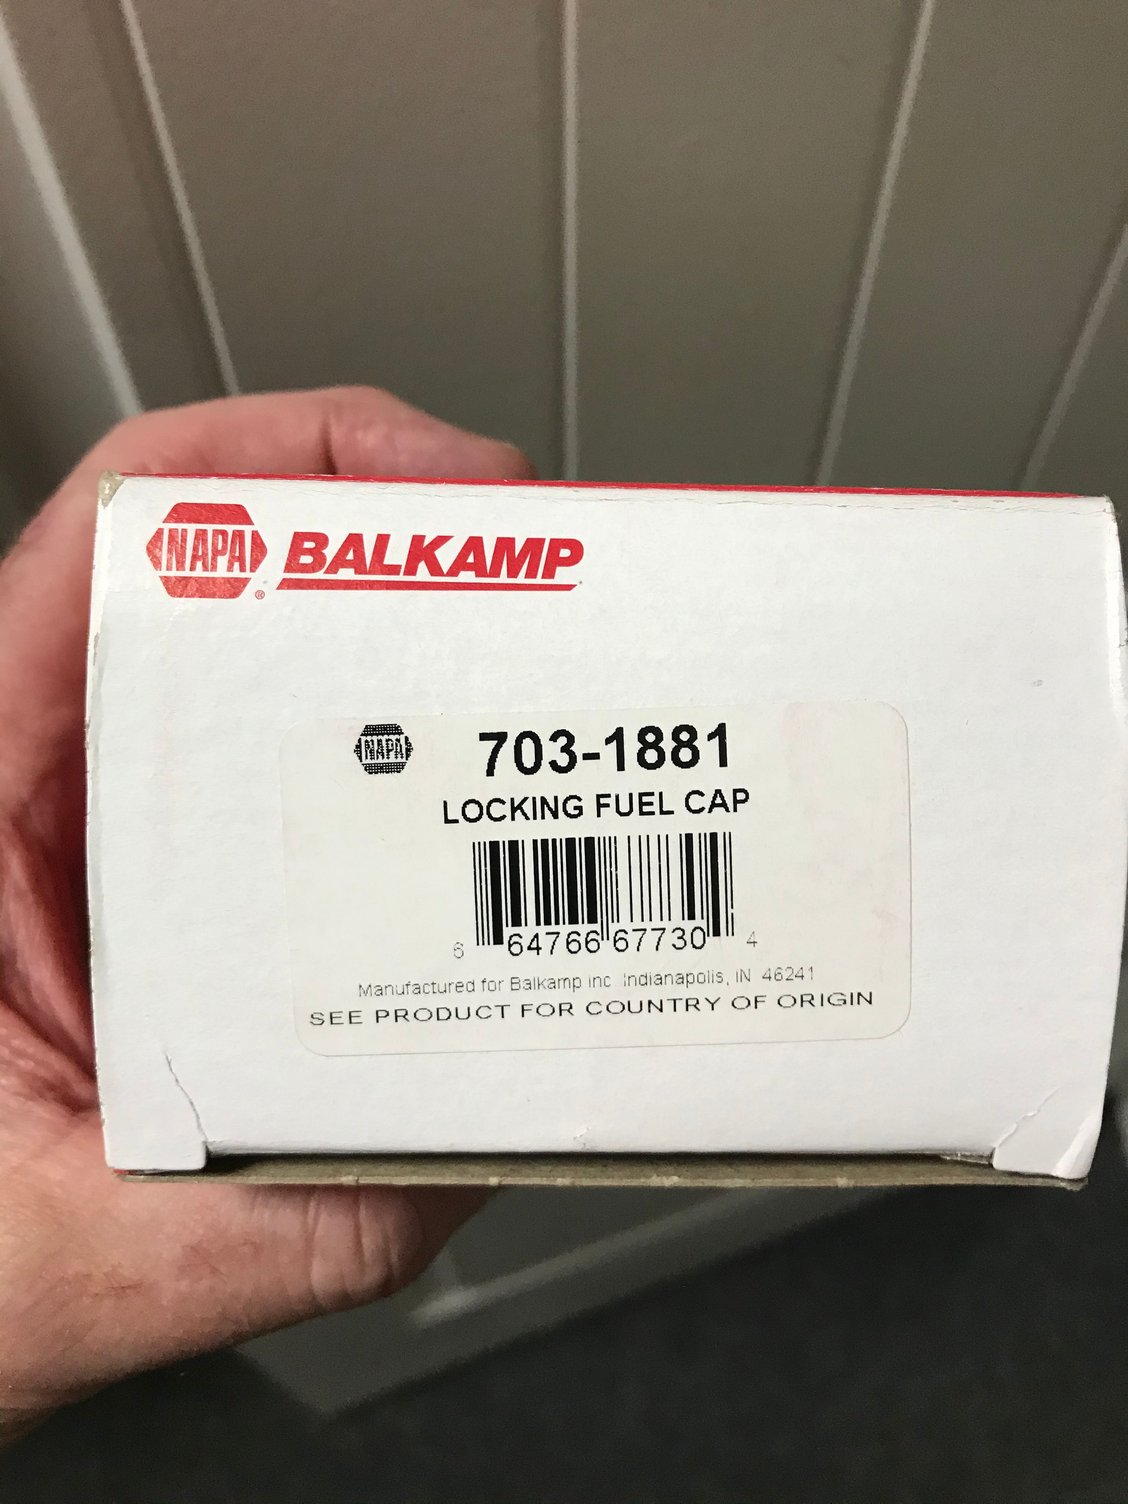 NAPA® BALKAMP
NAPA 703-1881
LOCKING FUEL CAP
6 64766 67730 4
Manufactured for Balkamp inc Indianapolis, IN 46241
SEE PRODUCT FOR COUNTRY OF ORIGIN